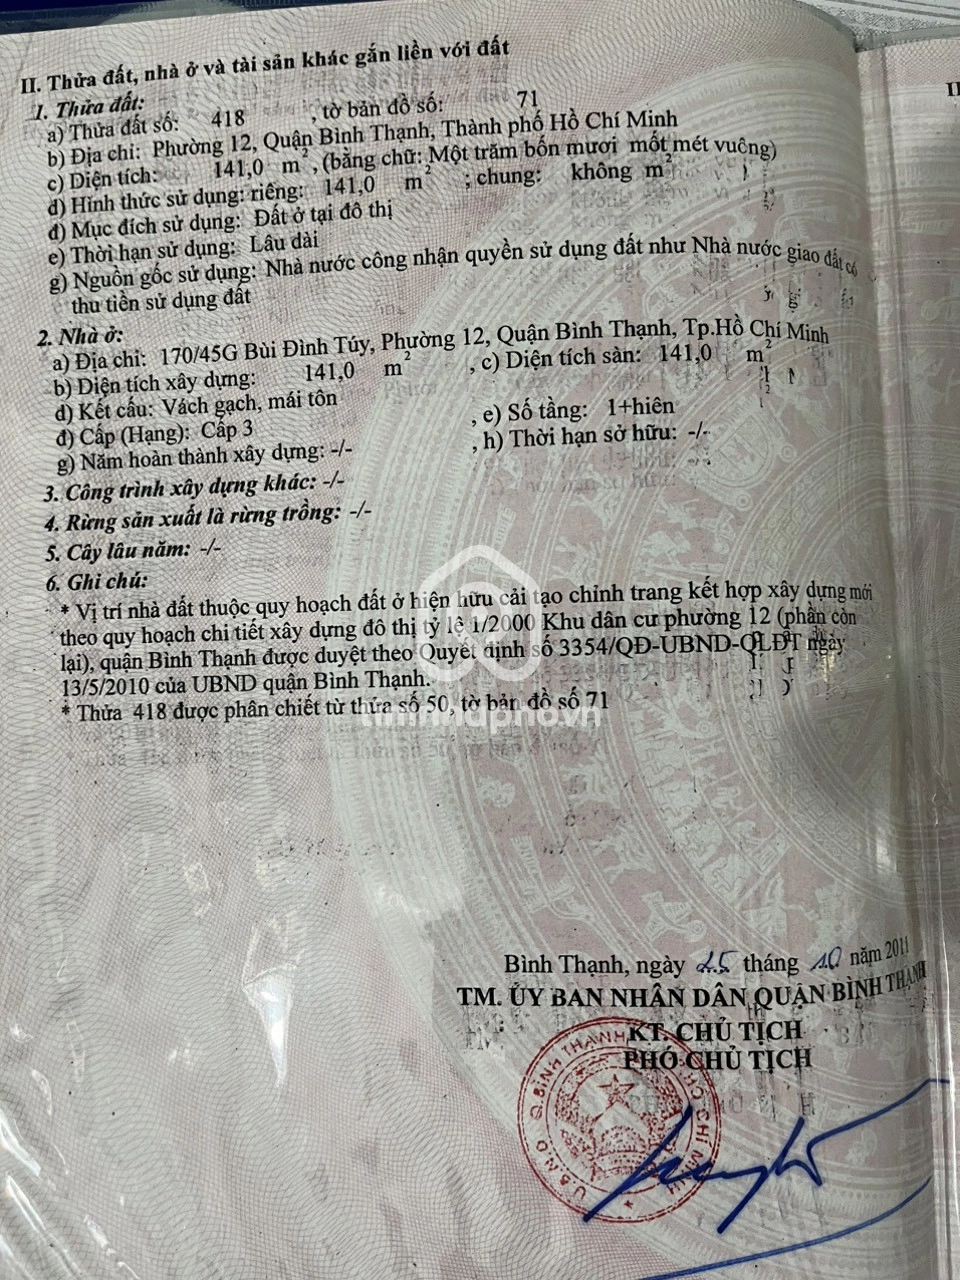 II. Thửa đất, nhà ở và tài sản khác gắn liền với đất
1. Thửa đất:
a) Thửa đất số: 418 , tờ bản đồ số: 71
b) Địa chỉ: Phường 12, Quận Bình Thạnh, Thành phố Hồ Chí Minh
c) Diện tích: 141,0 m², (bằng chữ: Một trăm bốn mươi một mét vuông)
d) Hình thức sử dụng: riêng: 141,0 m² ; chung: không m²
đ) Mục đích sử dụng: Đất ở tại đô thị
e) Thời hạn sử dụng: Lâu dài
g) Nguồn gốc sử dụng: Nhà nước công nhận quyền sử dụng đất như Nhà nước giao đất có
thu tiền sử dụng đất
2. Nhà ở:
a) Địa chỉ: 170/45G Bùi Đình Túy, Phường 12, Quận Bình Thạnh, Tp.Hồ Chí Minh
b) Diện tích xây dựng: 141,0 m² , c) Diện tích sàn: 141,0 m²
d) Kết cấu: Vách gạch, mái tôn
đ) Cấp (Hạng): Cấp 3 , e) Số tầng: 1+hiên
g) Năm hoàn thành xây dựng: -/- , h) Thời hạn sở hữu: -/-
3. Công trình xây dựng khác: -/-
4. Rừng sản xuất là rừng trồng: -/-
5. Cây lâu năm: -/-
6. Ghi chú:
* Vị trí nhà đất thuộc quy hoạch đất ở hiện hữu cải tạo chỉnh trang kết hợp xây dựng mới
theo quy hoạch chi tiết xây dựng đô thị tỷ lệ 1/2000 Khu dân cư phường 12 (phần còn
lại), quận Bình Thạnh được duyệt theo Quyết định số 3354/QĐ-UBND-QLĐT ngày
13/5/2010 của UBND quận Bình Thạnh.
* Thửa 418 được phân chiết từ thửa số 50, tờ bản đồ số 71
Bình Thạnh, ngày 25 tháng 10 năm 2011
TM. ỦY BAN NHÂN DÂN QUẬN BÌNH THẠNH
KT. CHỦ TỊCH
PHÓ CHỦ TỊCH
U.B.N.D Q.BÌNH THẠNH HỒ CHÍ MINH